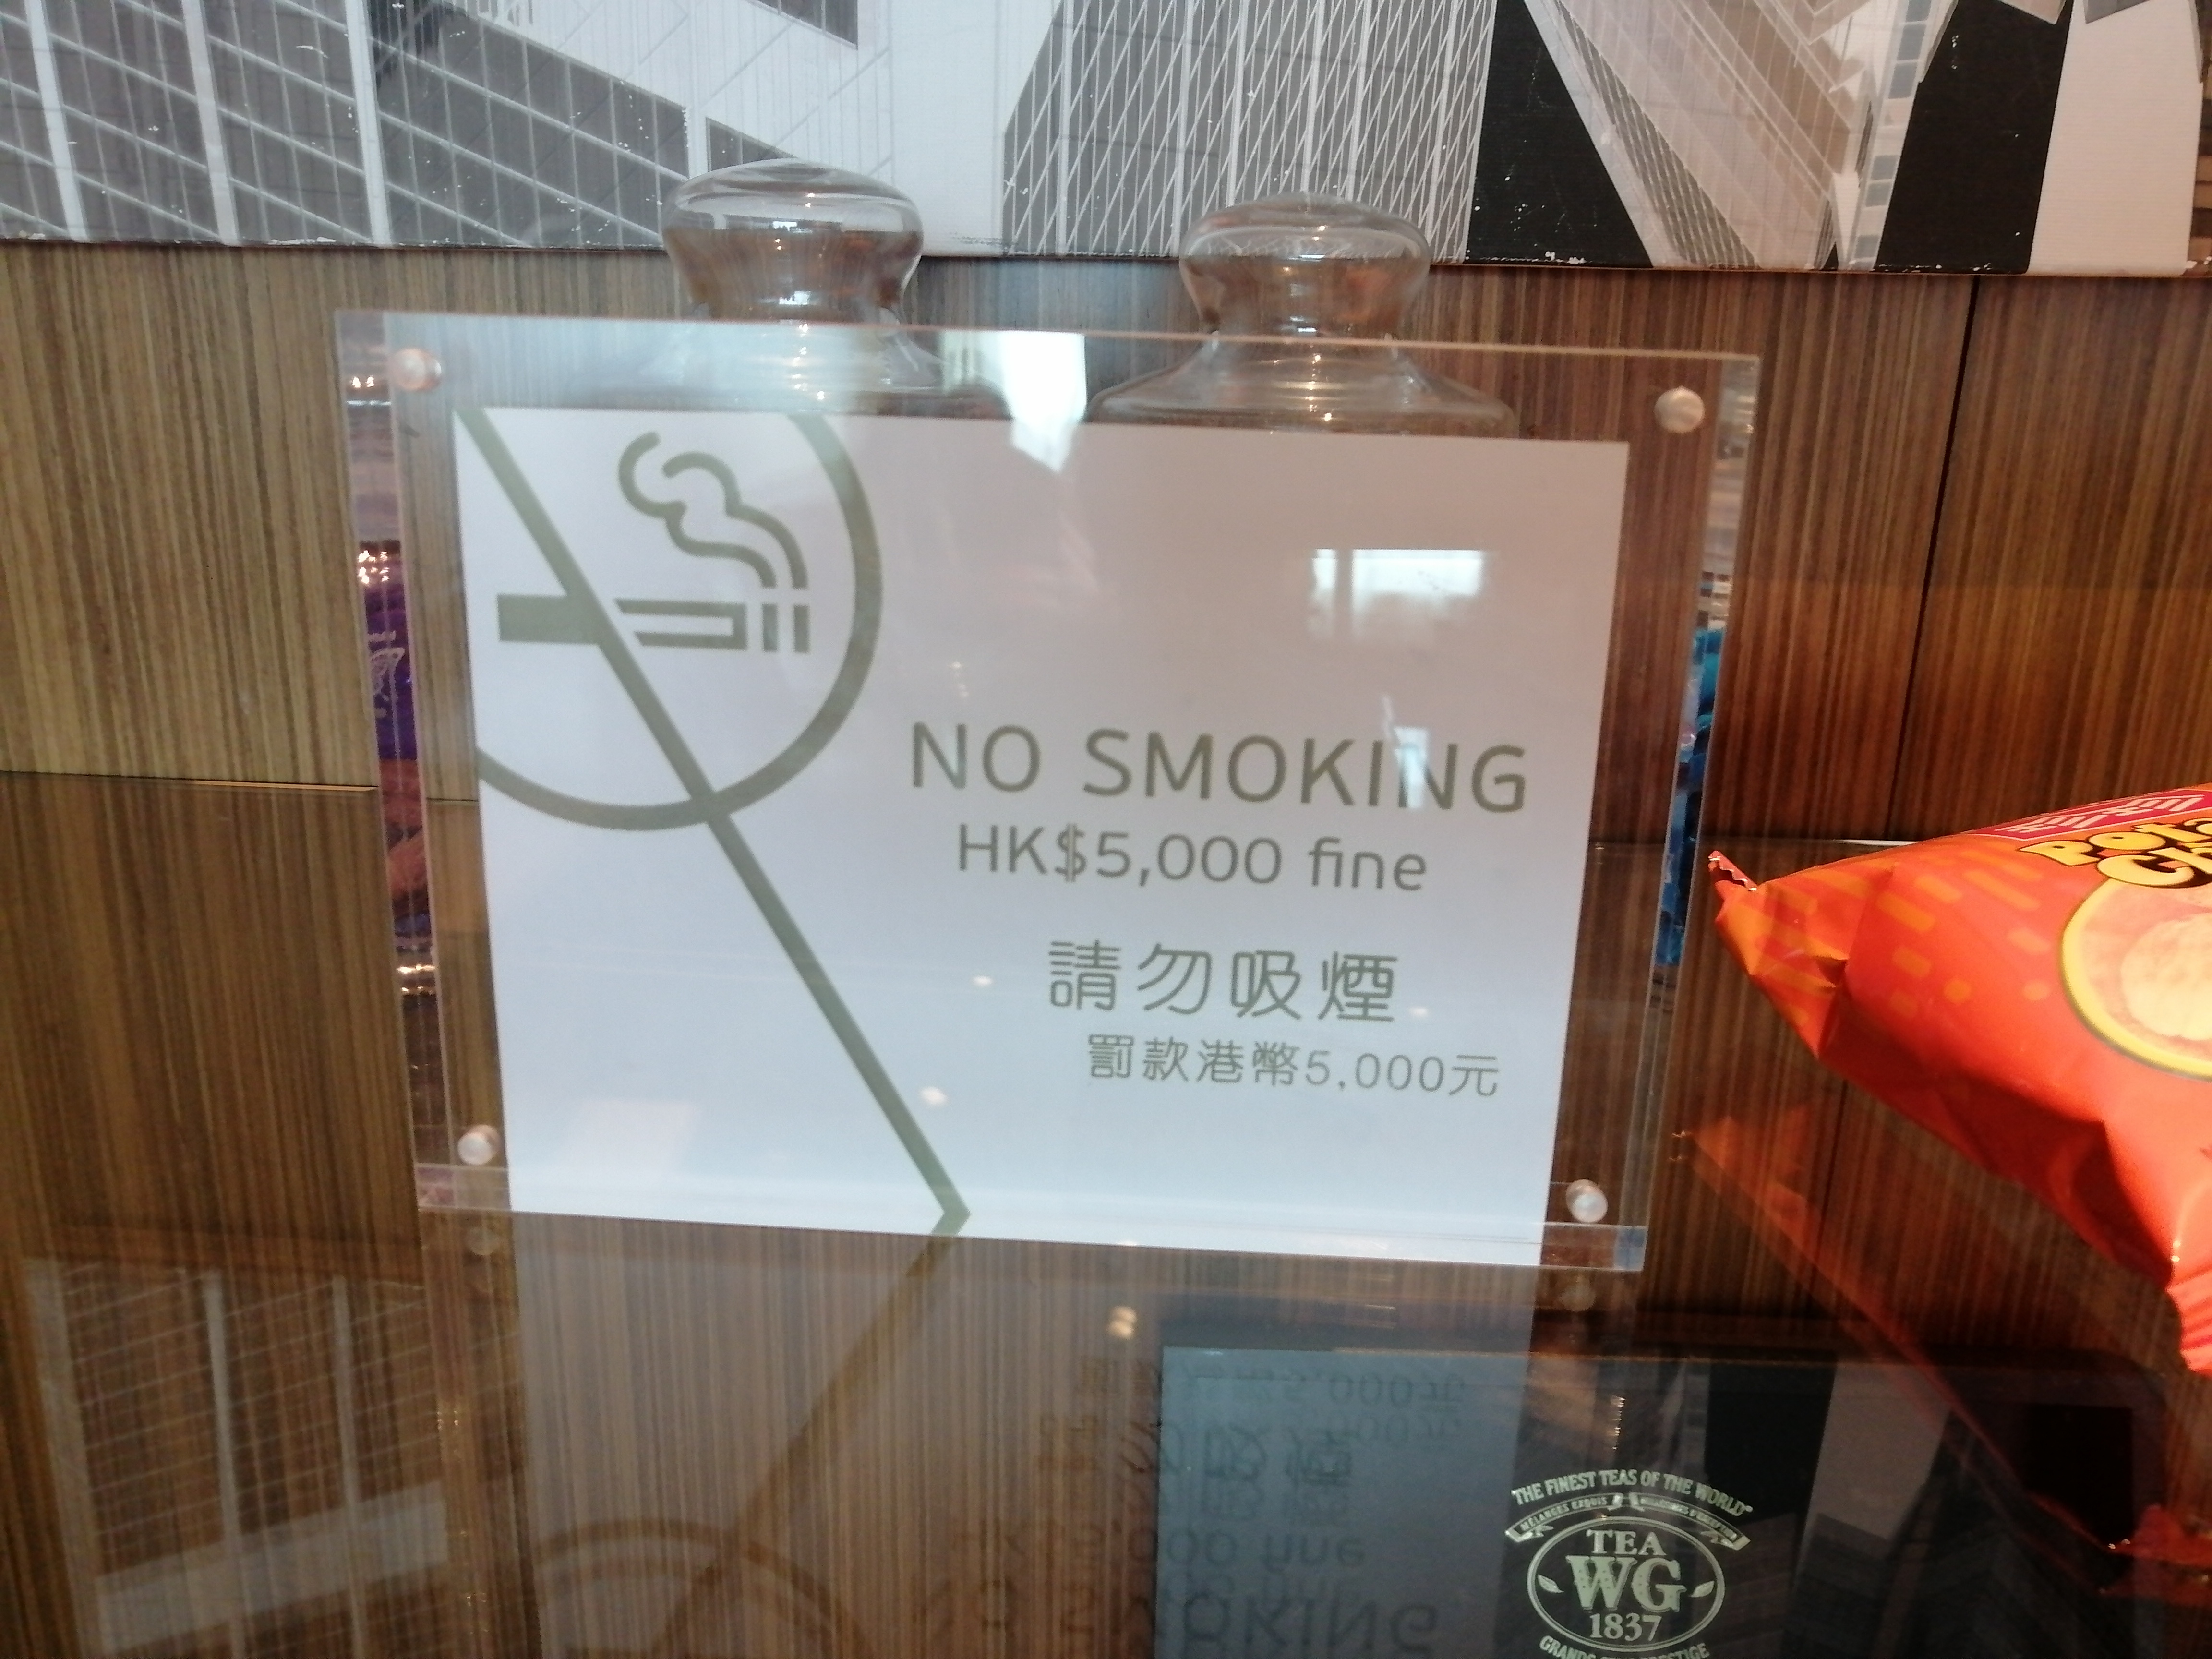 NO SMOKING
HK$5,000 fine
請勿吸煙
罰款港幣5,000元
THE FINEST TEAS OF THE WORLD
TEA
WG
1837